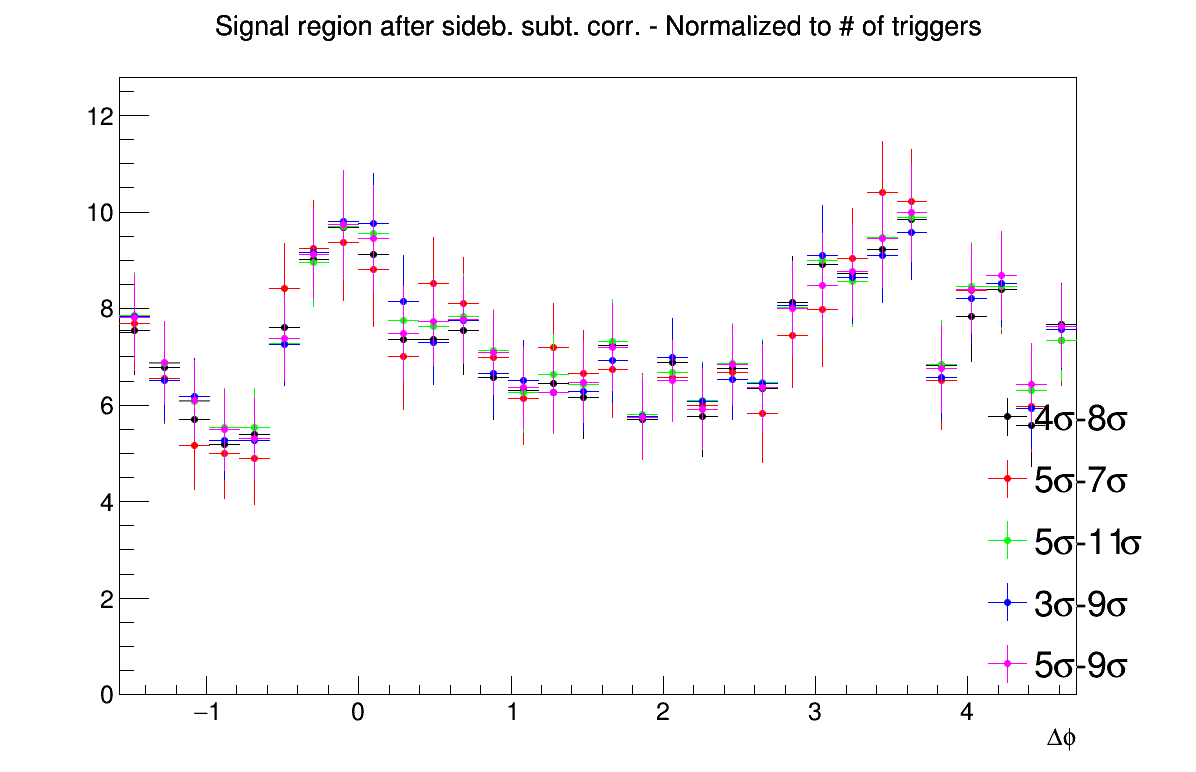 Signal region after sideb. subt. corr. - Normalized to # of triggers
12
10
8
6
4
2
0
4σ-8σ
5σ-7σ
5σ-11σ
3σ-9σ
5σ-9σ
−1 0 1 2 3 4
Δϕ